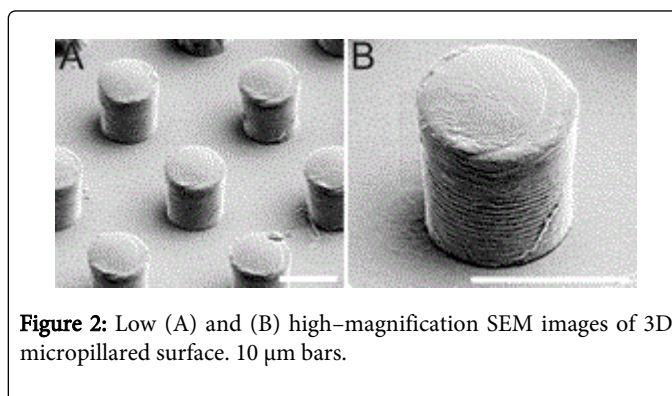 A
B
Figure 2: Low (A) and (B) high–magnification SEM images of 3D
micropillared surface. 10 µm bars.